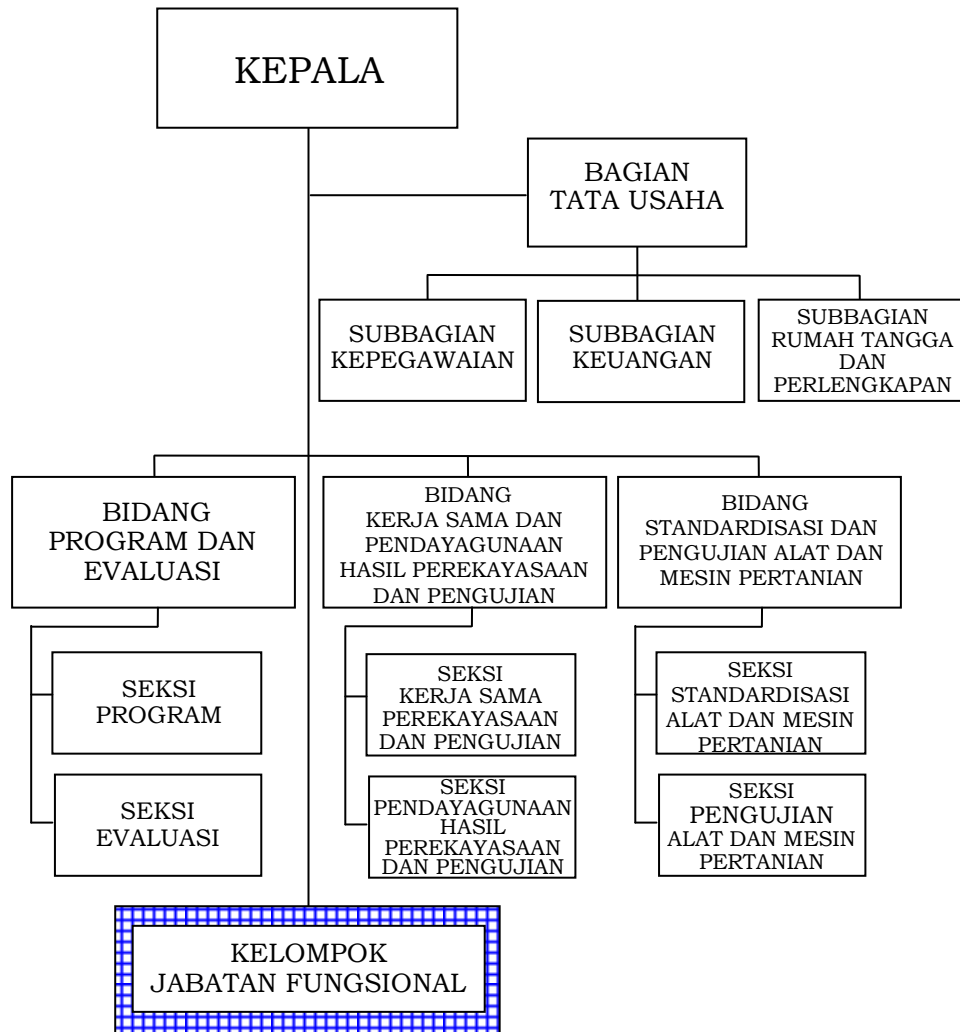 KEPALA
BAGIAN
TATA USAHA
SUBBAGIAN
KEPEGAWAIAN
SUBBAGIAN
KEUANGAN
SUBBAGIAN
RUMAH TANGGA
DAN
PERLENGKAPAN
BIDANG
PROGRAM DAN
EVALUASI
BIDANG
KERJA SAMA DAN
PENDAYAGUNAAN
HASIL PEREKAYASAAN
DAN PENGUJIAN
BIDANG
STANDARDISASI DAN
PENGUJIAN ALAT DAN
MESIN PERTANIAN
SEKSI
PROGRAM
SEKSI
KERJA SAMA
PEREKAYASAAN
DAN PENGUJIAN
SEKSI
STANDARDISASI
ALAT DAN MESIN
PERTANIAN
SEKSI
EVALUASI
SEKSI
PENDAYAGUNAAN
HASIL
PEREKAYASAAN
DAN PENGUJIAN
SEKSI
PENGUJIAN
ALAT DAN MESIN
PERTANIAN
KELOMPOK
JABATAN FUNGSIONAL